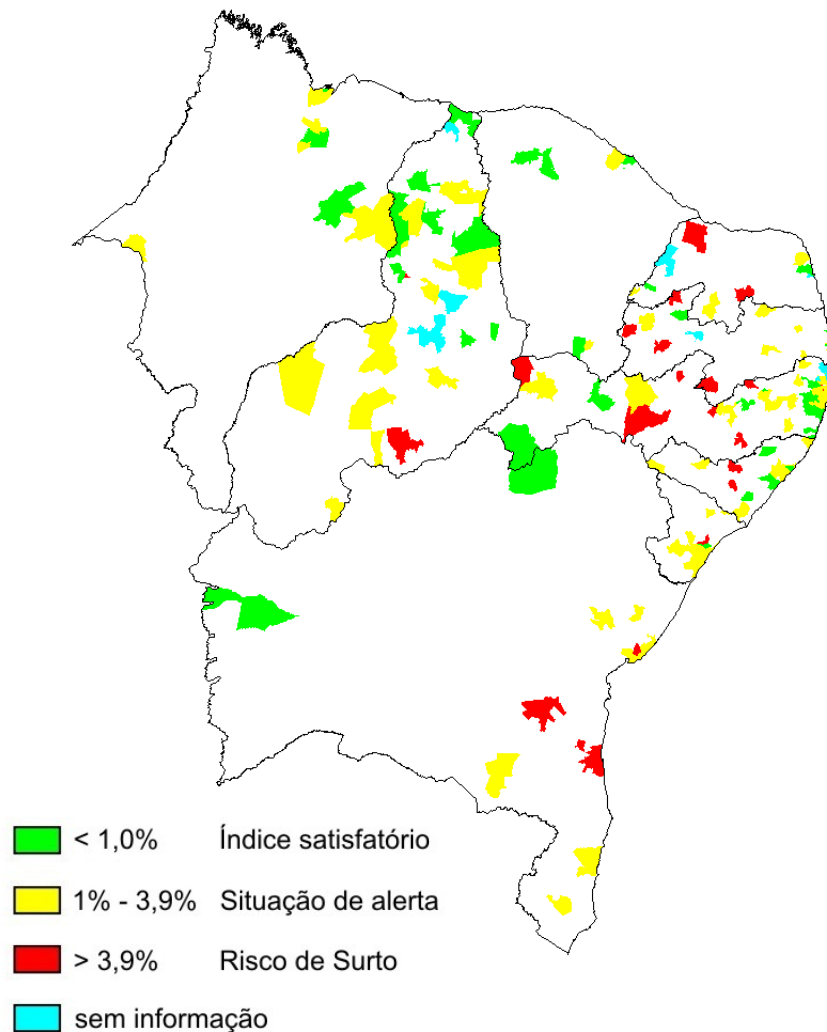 < 1,0% Índice satisfatório
1% - 3,9% Situação de alerta
> 3,9% Risco de Surto
sem informação